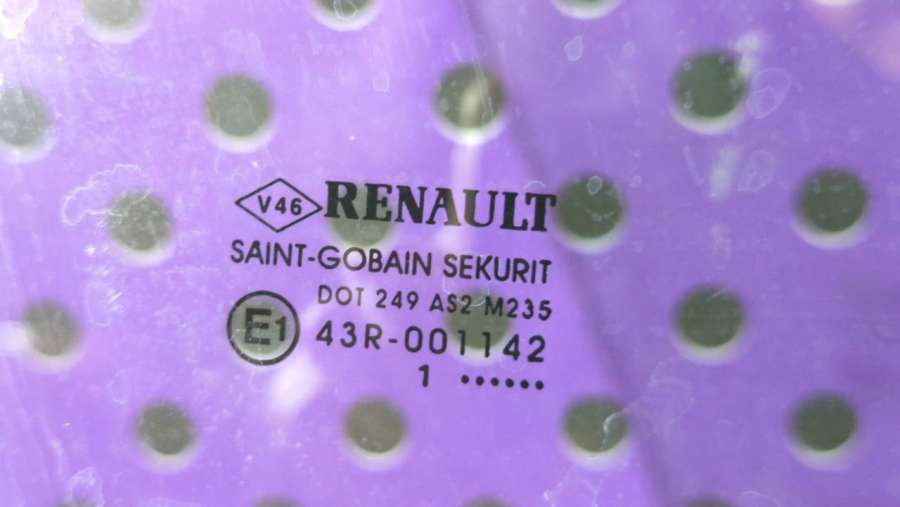 V46 RENAULT
SAINT-GOBAIN SEKURIT
DOT 249 AS2 M235
E1 43R-001142
1 ••••••